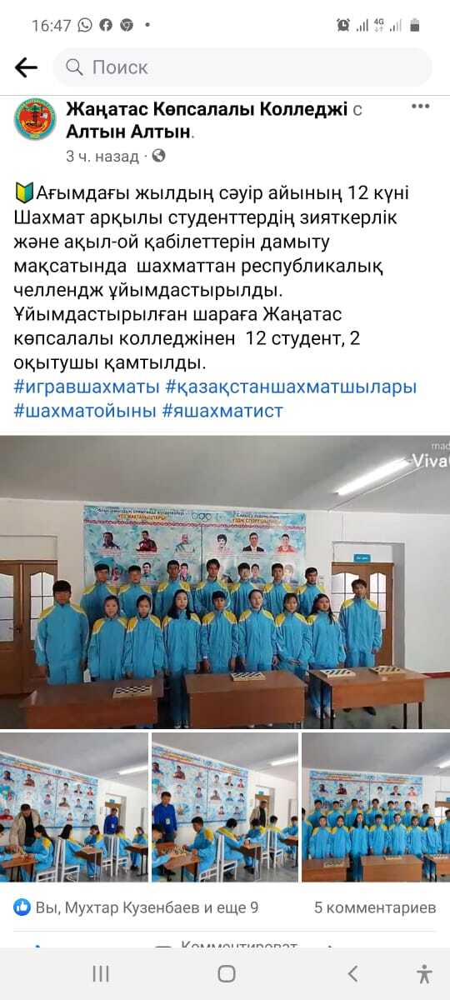 16:47
4G
Поиск
Жаңатас Көпсалалы Колледжі с
Алтын Алтын.
3 ч. назад ·
Ағымдағы жылдың сәуір айының 12 күні
Шахмат арқылы студенттердің зияткерлік
және ақыл-ой қабілеттерін дамыту
мақсатында шахматтан республикалық
челлендж ұйымдастырылды.
Ұйымдастырылған шараға Жаңатас
көпсалалы колледжінен 12 студент, 2
оқытушы қамтылды.
#игравшахматы #қазақстаншахматшылары
#шахматойыны #яшахматист
mad
Viva
Вы, Мухтар Кузенбаев и еще 9
5 комментариев
Комментироват